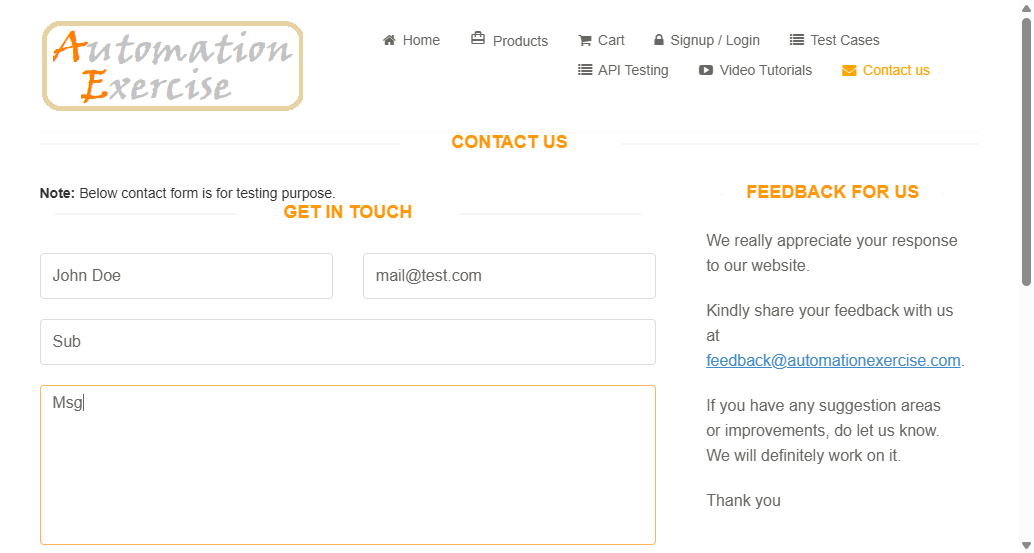 Automation
Exercise
Home Products Cart Signup / Login Test Cases
API Testing Video Tutorials Contact us
CONTACT US
Note: Below contact form is for testing purpose.
GET IN TOUCH
John Doe mail@test.com
Sub
Msg
FEEDBACK FOR US
We really appreciate your response
to our website.
Kindly share your feedback with us
at
feedback@automationexercise.com.
If you have any suggestion areas
or improvements, do let us know.
We will definitely work on it.
Thank you